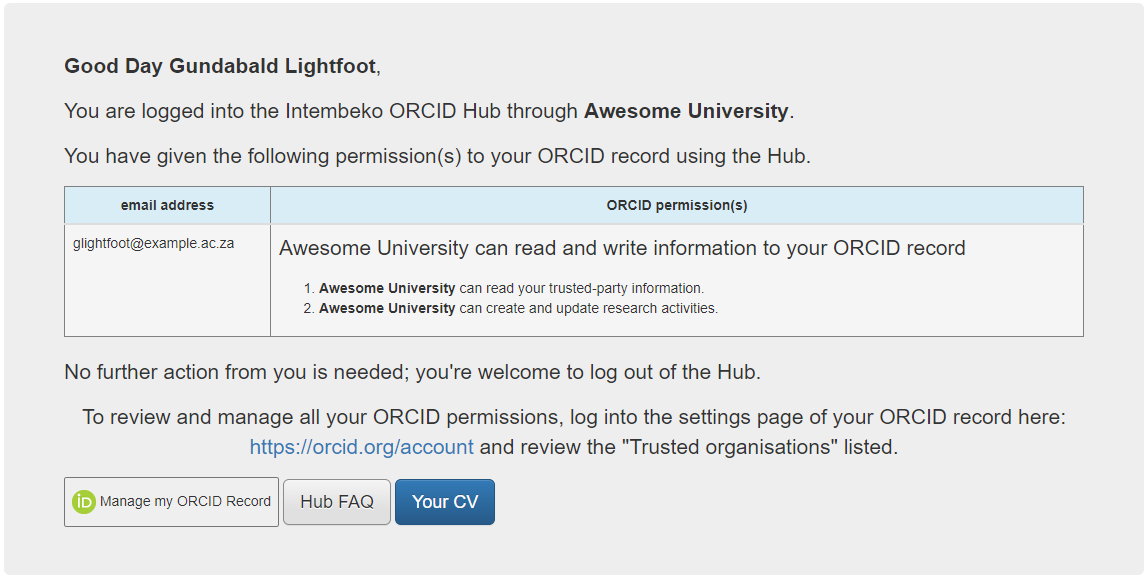 Good Day Gundabald Lightfoot,
You are logged into the Intembeko ORCID Hub through Awesome University.
You have given the following permission(s) to your ORCID record using the Hub.
email address
ORCID permission(s)
glightfoot@example.ac.za
Awesome University can read and write information to your ORCID record
1. Awesome University can read your trusted-party information.
2. Awesome University can create and update research activities.
No further action from you is needed; you're welcome to log out of the Hub.
To review and manage all your ORCID permissions, log into the settings page of your ORCID record here:
https://orcid.org/account and review the "Trusted organisations" listed.
iD Manage my ORCID Record
Hub FAQ
Your CV